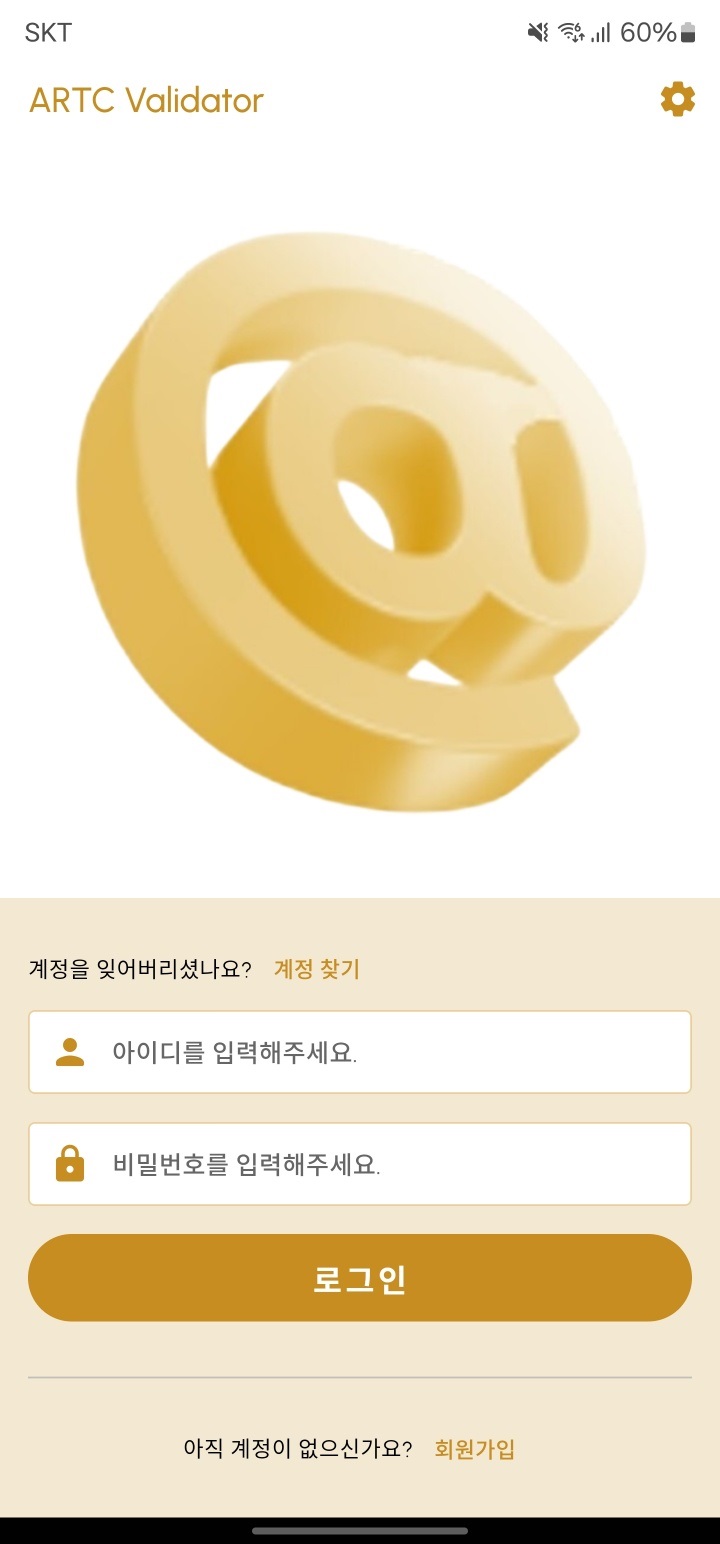 SKT 60%
ARTC Validator
계정을 잊어버리셨나요? 계정 찾기
아이디를 입력해주세요.
비밀번호를 입력해주세요.
로그인
아직 계정이 없으신가요? 회원가입